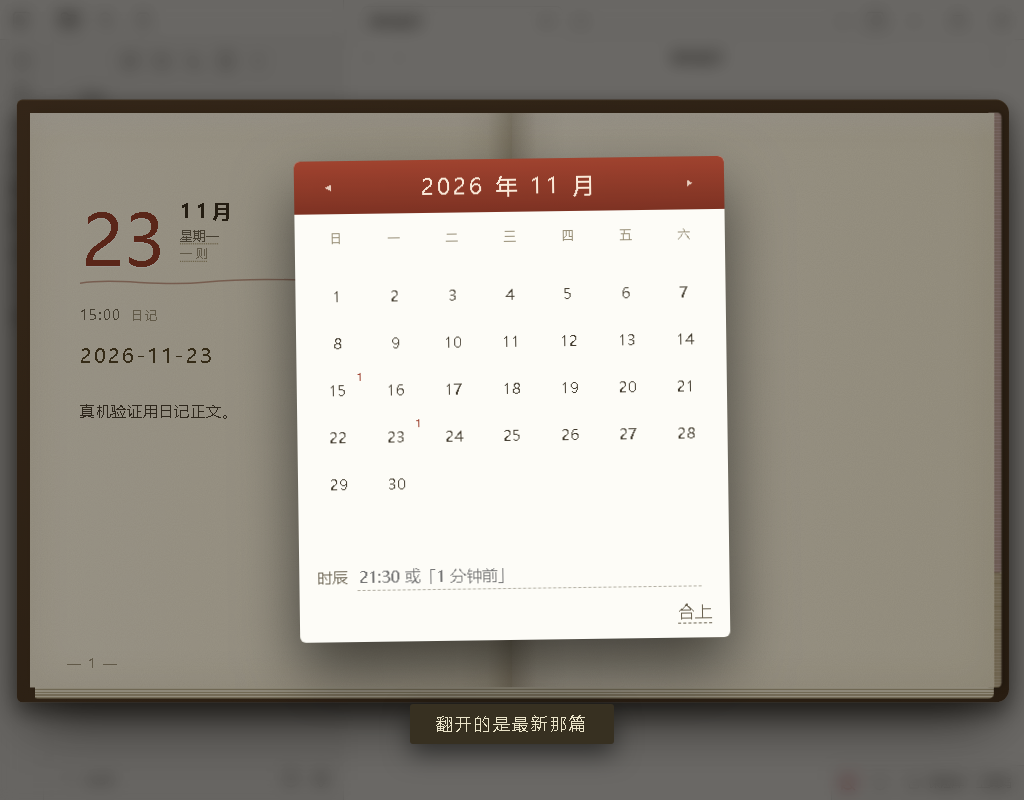 23
11月
星期一
一则
15:00 日记
2026-11-23
真机验证用日记正文。
— 1 —
2026 年 11 月
日 一 二 三 四 五 六
1 2 3 4 5 6 7
8 9 10 11 12 13 14
15 1 16 17 18 19 20 21
22 23 1 24 25 26 27 28
29 30
时辰 21:30 或「1 分钟前」
合上
翻开的是最新那篇